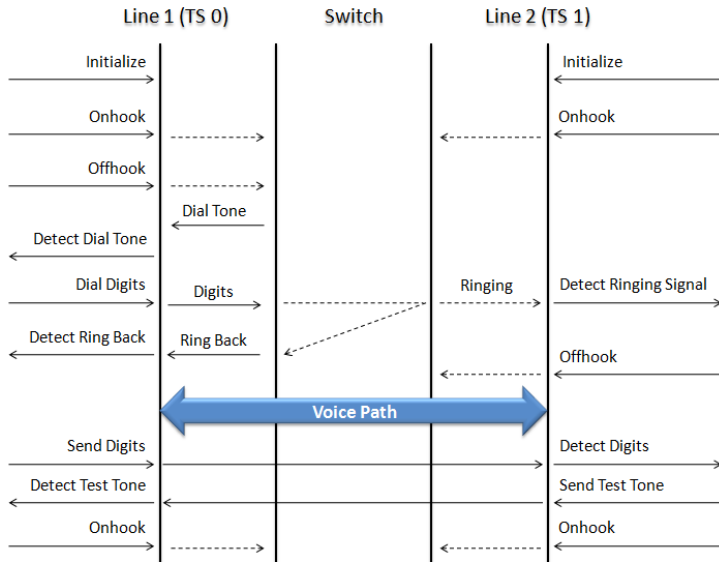 Line 1 (TS 0) Switch Line 2 (TS 1)
Initialize Initialize
Onhook Onhook
Offhook
Dial Tone
Detect Dial Tone
Dial Digits Digits Ringing Detect Ringing Signal
Detect Ring Back Ring Back
Offhook
Voice Path
Send Digits Detect Digits
Detect Test Tone Send Test Tone
Onhook Onhook